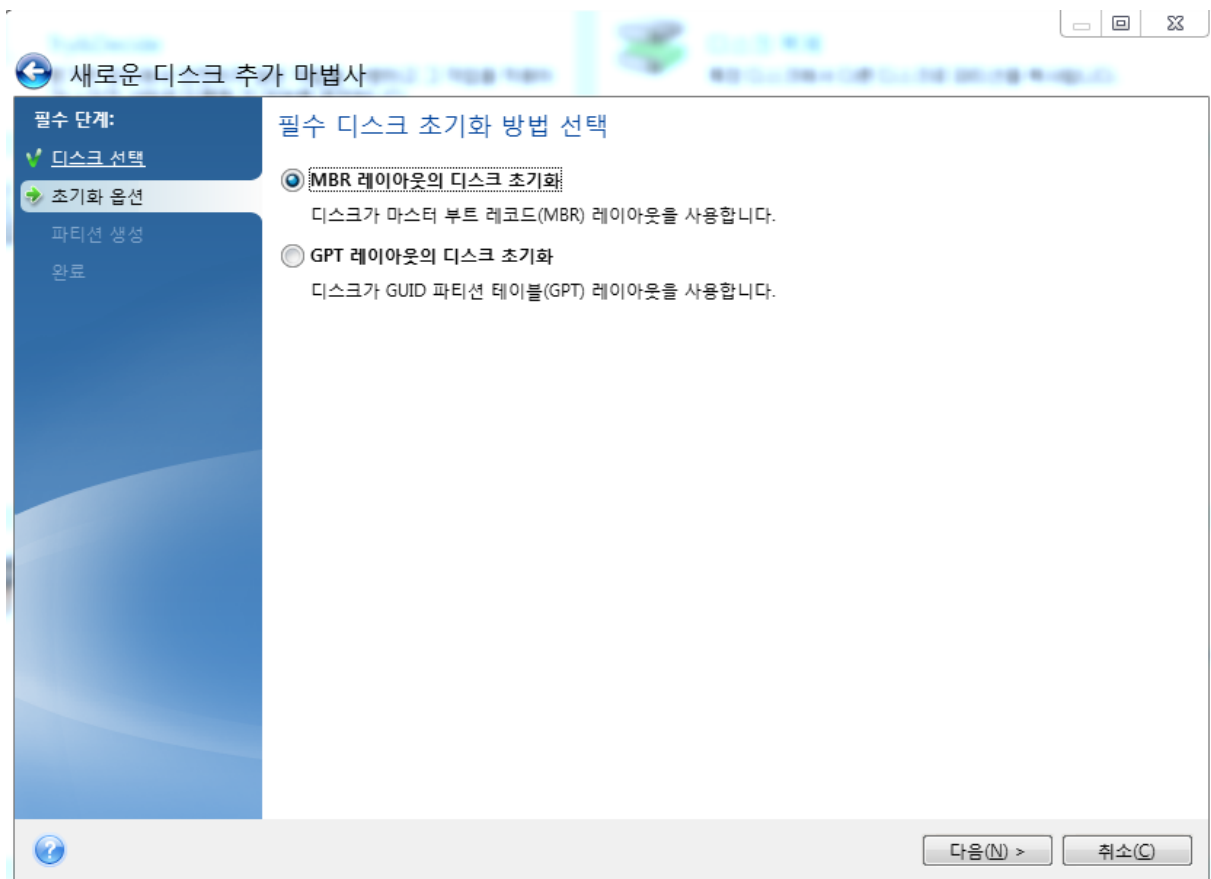 새로운 디스크 추가 마법사
필수 단계:
디스크 선택
초기화 옵션
파티션 생성
완료
필수 디스크 초기화 방법 선택
MBR 레이아웃의 디스크 초기화
디스크가 마스터 부트 레코드(MBR) 레이아웃을 사용합니다.
GPT 레이아웃의 디스크 초기화
디스크가 GUID 파티션 테이블(GPT) 레이아웃을 사용합니다.
다음(N) >
취소(C)